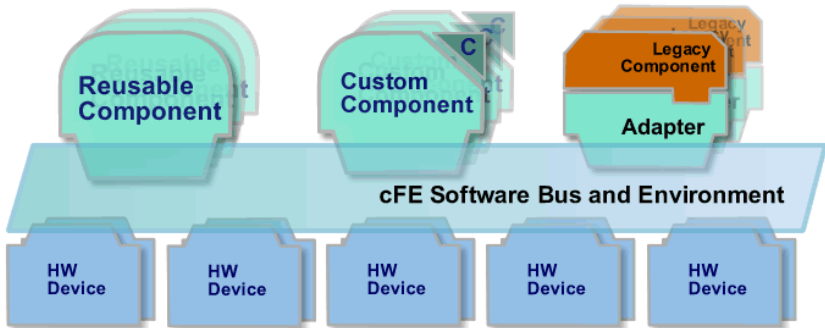 Reusable
Component
C
Custom
Component
Legacy
Component
Adapter
cFE Software Bus and Environment
HW
Device
HW
Device
HW
Device
HW
Device
HW
Device